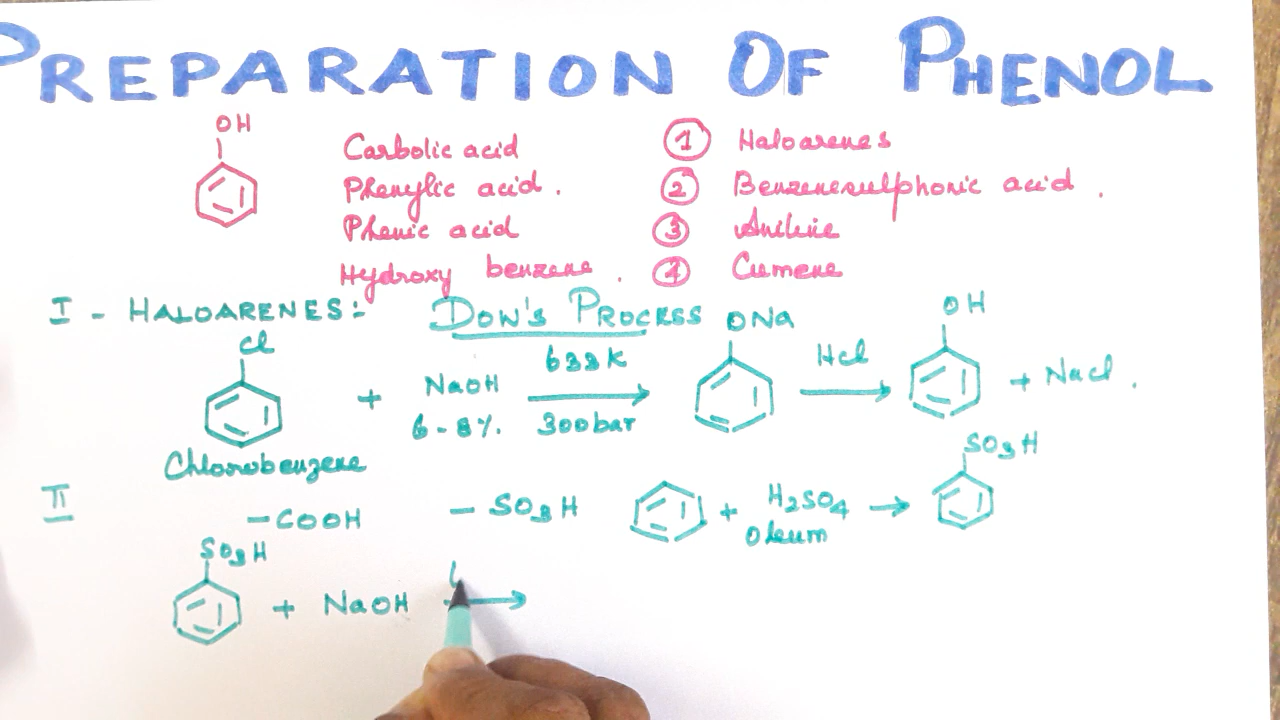 PREPARATION OF PHENOL
OH
Carbolic acid
Phenylic acid.
Phenic acid
Hydroxy benzene.
1 Haloarenes
2 Benzenesulphonic acid.
3 Aniline
4 Cumene
I - HALOARENES:- DOW'S PROCESS
Cl + NaOH 6-8% 633K 300bar ONa HCl OH + NaCl.
Chlorobenzene
II
-COOH -SO3H + H2SO4 Oleum SO3H
SO3H + NaOH